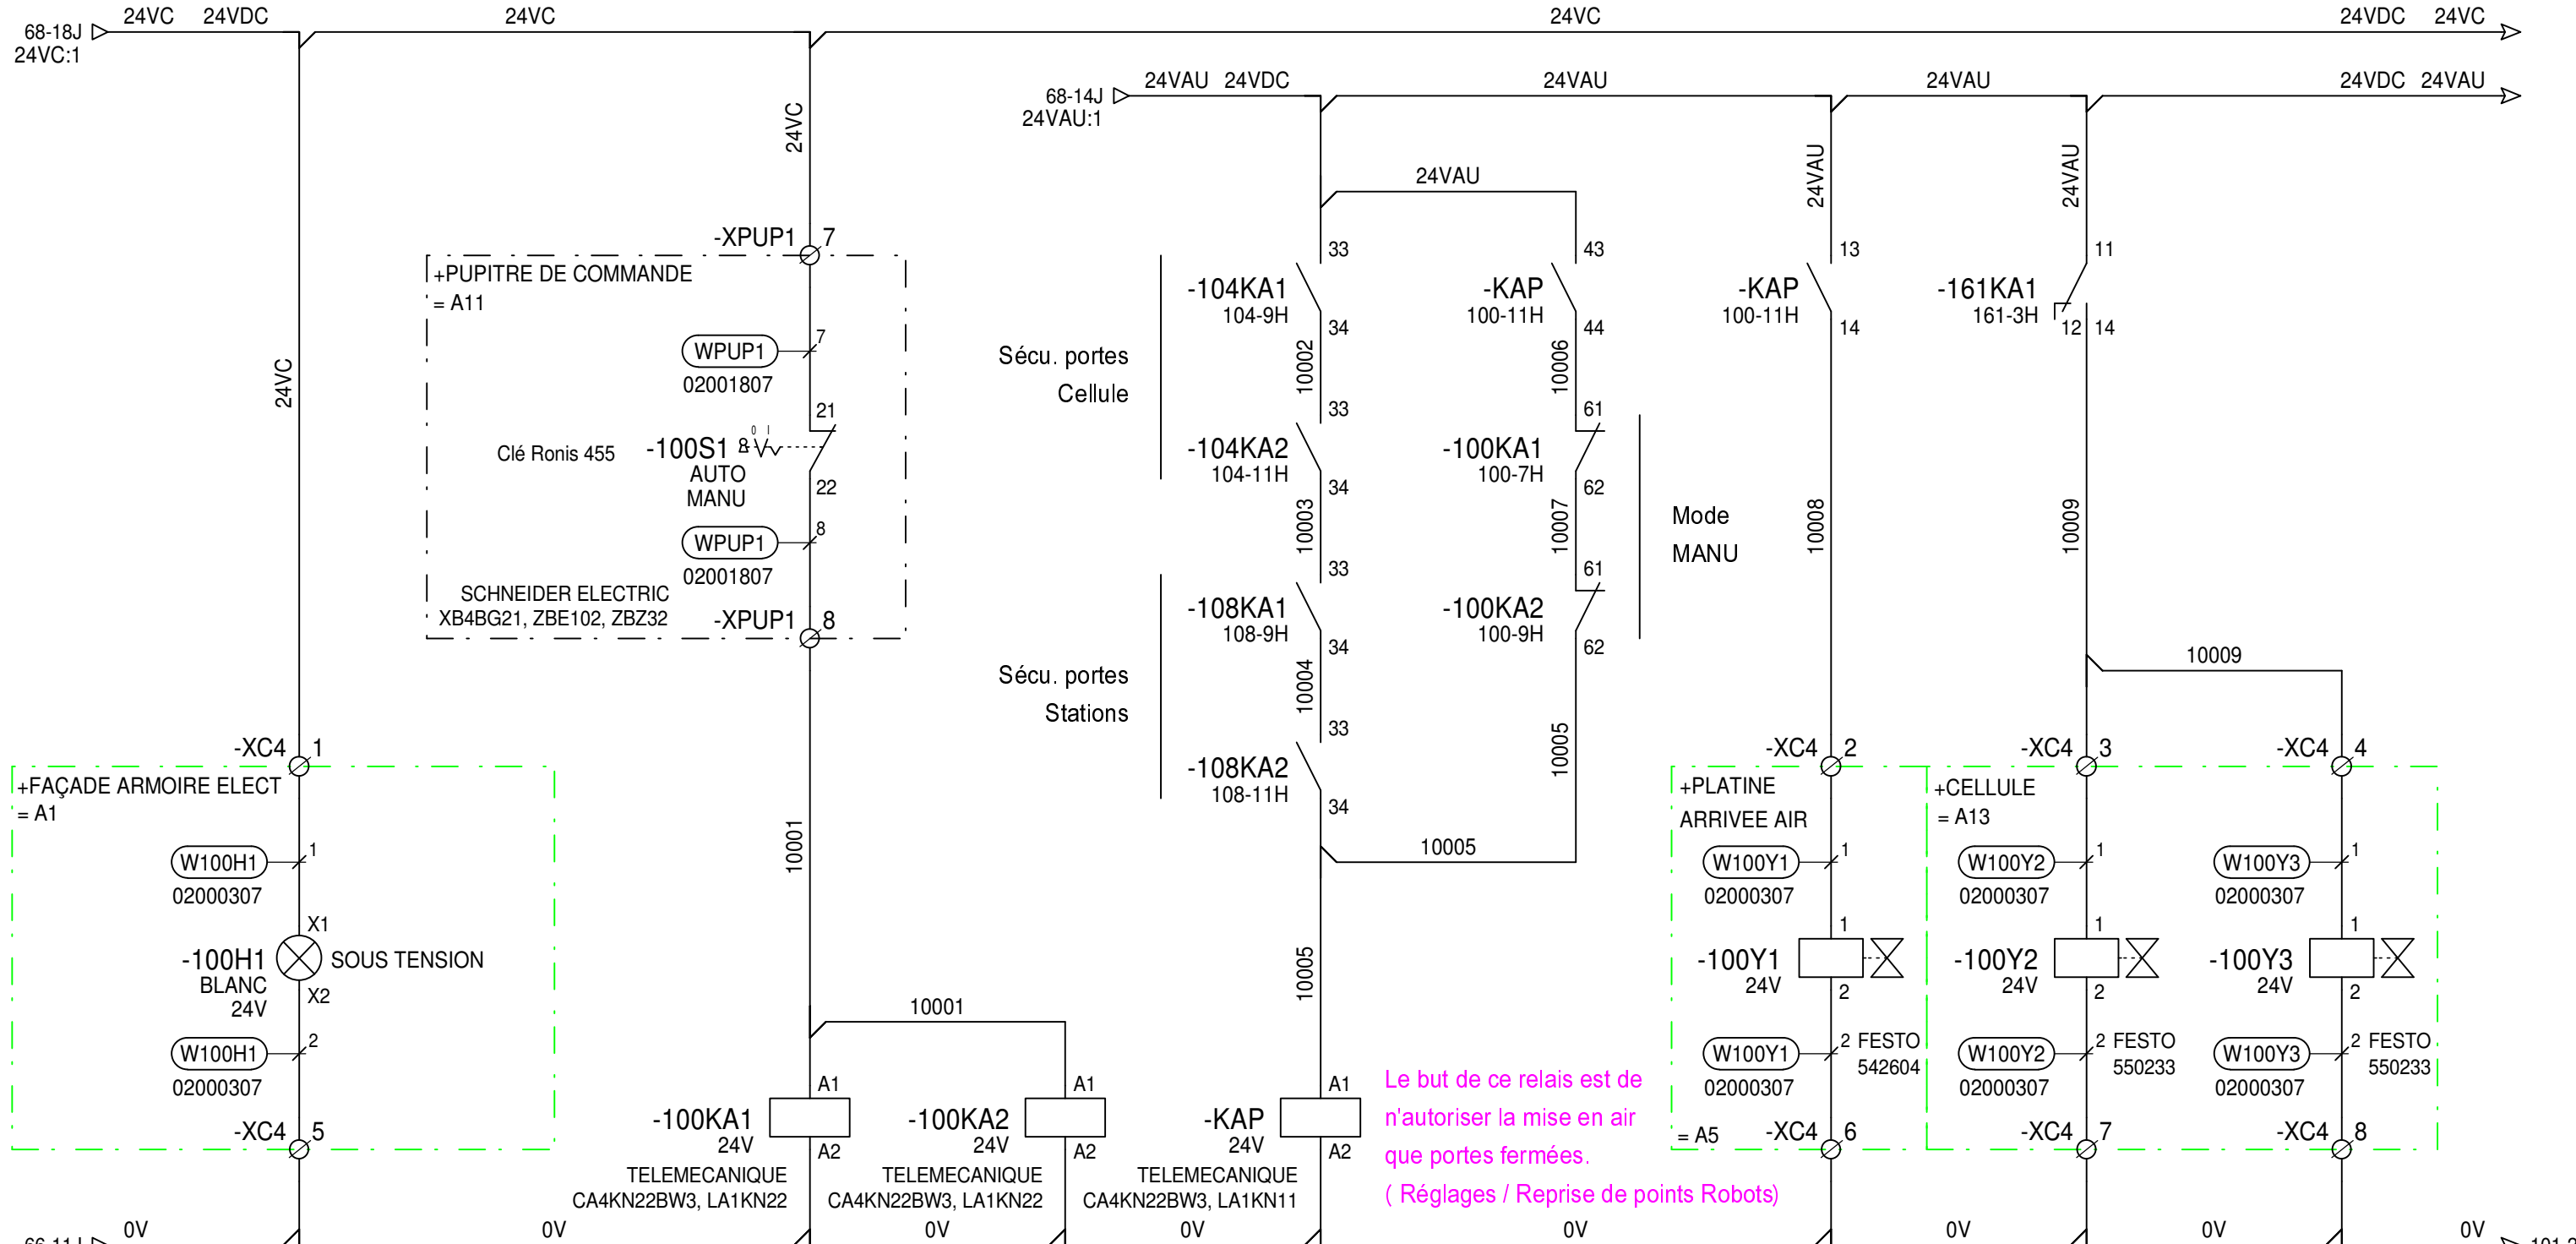 24VC 24VDC 24VC 24VC 24VDC 24VC
68-18J
24VC:1
24VAU 24VDC 24VAU 24VAU 24VDC 24VAU
68-14J
24VAU:1
24VC
24VC
24VAU
24VAU
24VAU
-XPUP1 7
+PUPITRE DE COMMANDE
= A11
WPUP1 7
02001807
21
Clé Ronis 455
-100S1 0 I
AUTO
MANU
22
WPUP1 8
02001807
SCHNEIDER ELECTRIC
XB4BG21, ZBE102, ZBZ32
-XPUP1 8
10001
33
-104KA1
104-9H
34
Sécu. portes
Cellule
10002
33
-104KA2
104-11H
34
10003
33
-108KA1
108-9H
34
Sécu. portes
Stations
10004
33
-108KA2
108-11H
34
43
-KAP
100-11H
44
10006
61
-100KA1
100-7H
62
10007
Mode
MANU
61
-100KA2
100-9H
62
10005
10005
10005
13
-KAP
100-11H
14
10008
11
-161KA1
161-3H
12 14
10009
10009
-XC4 1
+FAÇADE ARMOIRE ELECT
= A1
W100H1 1
02000307
X1
-100H1 SOUS TENSION
BLANC
24V
X2
W100H1 2
02000307
-XC4 5
10001
A1
-100KA1
24V
A2
TELEMECANIQUE
CA4KN22BW3, LA1KN22
A1
-100KA2
24V
A2
TELEMECANIQUE
CA4KN22BW3, LA1KN22
A1
-KAP
24V
A2
TELEMECANIQUE
CA4KN22BW3, LA1KN11
Le but de ce relais est de
n'autoriser la mise en air
que portes fermées.
( Réglages / Reprise de points Robots)
-XC4 2
+PLATINE
ARRIVEE AIR
W100Y1 1
02000307
1
-100Y1
24V
2
W100Y1 2 FESTO
542604
02000307
= A5
-XC4 6
-XC4 3
+CELLULE
= A13
W100Y2 1
02000307
1
-100Y2
24V
2
W100Y2 2 FESTO
550233
02000307
-XC4 7
-XC4 4
W100Y3 1
02000307
1
-100Y3
24V
2
W100Y3 2 FESTO
550233
02000307
-XC4 8
0V 0V 0V 0V 0V 0V 0V 0V